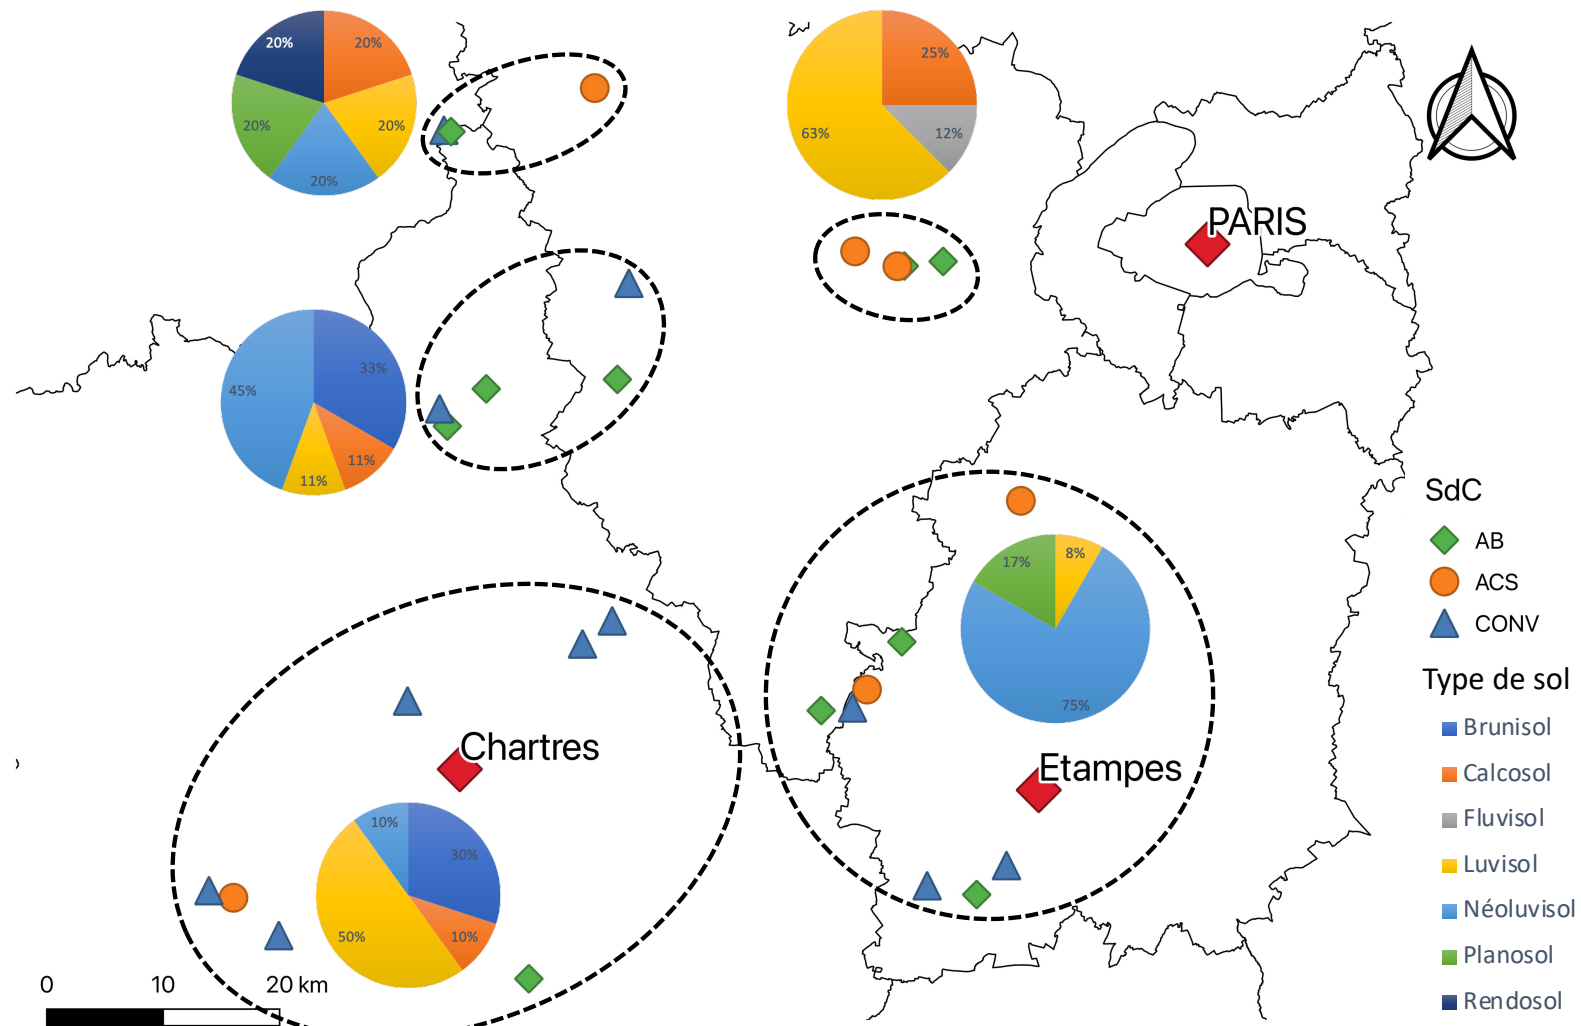 20%
20%
20%
20%
20%
25%
12%
63%
PARIS
33%
45%
11%
11%
SdC
AB
ACS
CONV
17%
8%
75%
Type de sol
Brunisol
Calcosol
Fluvisol
Luvisol
Néoluvisol
Planosol
Rendosol
Chartres
Etampes
10%
30%
50%
10%
0 10 20 km